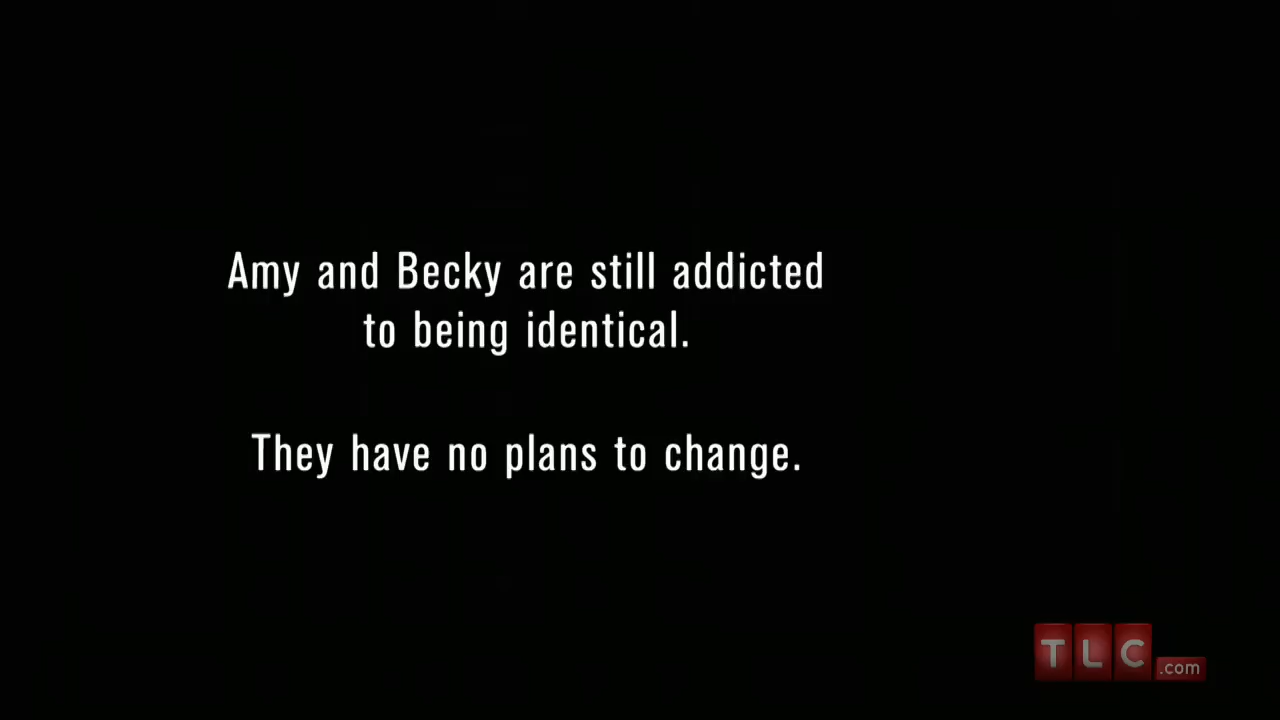 Amy and Becky are still addicted
to being identical.
They have no plans to change.
TLC.com